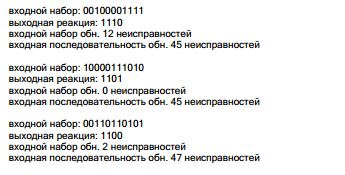 входной набор: 00100001111
выходная реакция: 1110
входной набор обн. 12 неисправностей
входная последовательность обн. 45 неисправностей
входной набор: 10000111010
выходная реакция: 1101
входной набор обн. 0 неисправностей
входная последовательность обн. 45 неисправностей
входной набор: 00110110101
выходная реакция: 1100
входной набор обн. 2 неисправностей
входная последовательность обн. 47 неисправностей